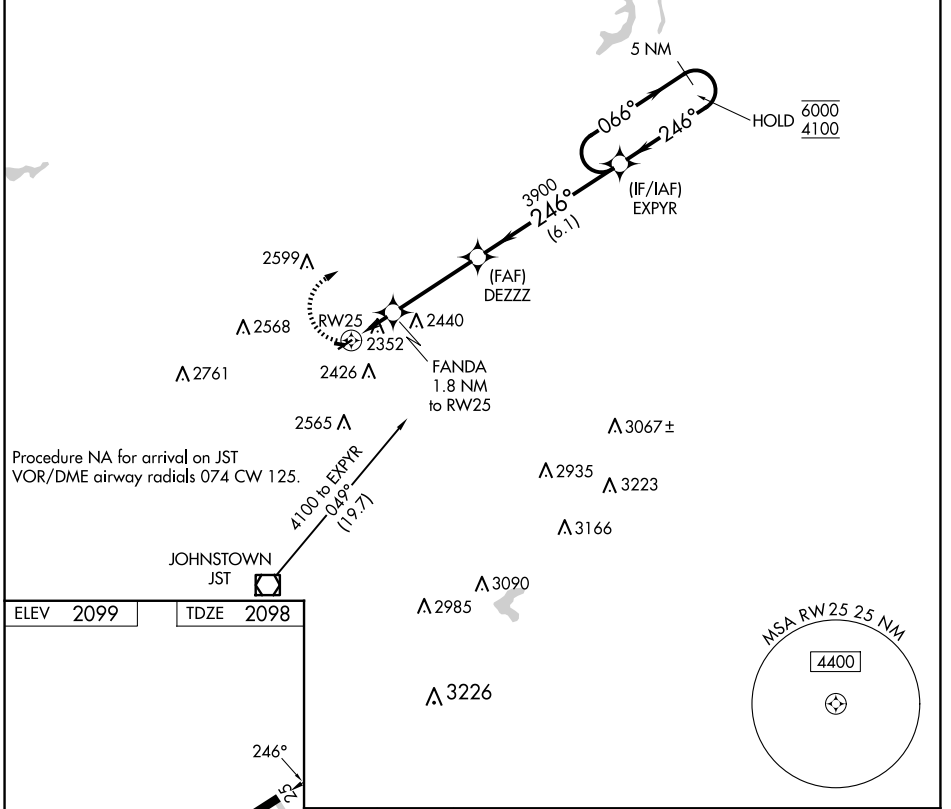 5 NM
066°
HOLD 6000
4100
246°
(IF/IAF)
EXPYR
3900
246°
(6.1)
2599
(FAF)
DEZZZ
2568
RW25
2440
2352
2761
2426
FANDA
1.8 NM
to RW25
2565
3067±
Procedure NA for arrival on JST
VOR/DME airway radials 074 CW 125.
4100 to EXPYR
049°
(19.7)
2935
3223
3166
JOHNSTOWN
JST
3090
2985
ELEV 2099
TDZE 2098
MSA RW25 25 NM
4400
3226
246°
25